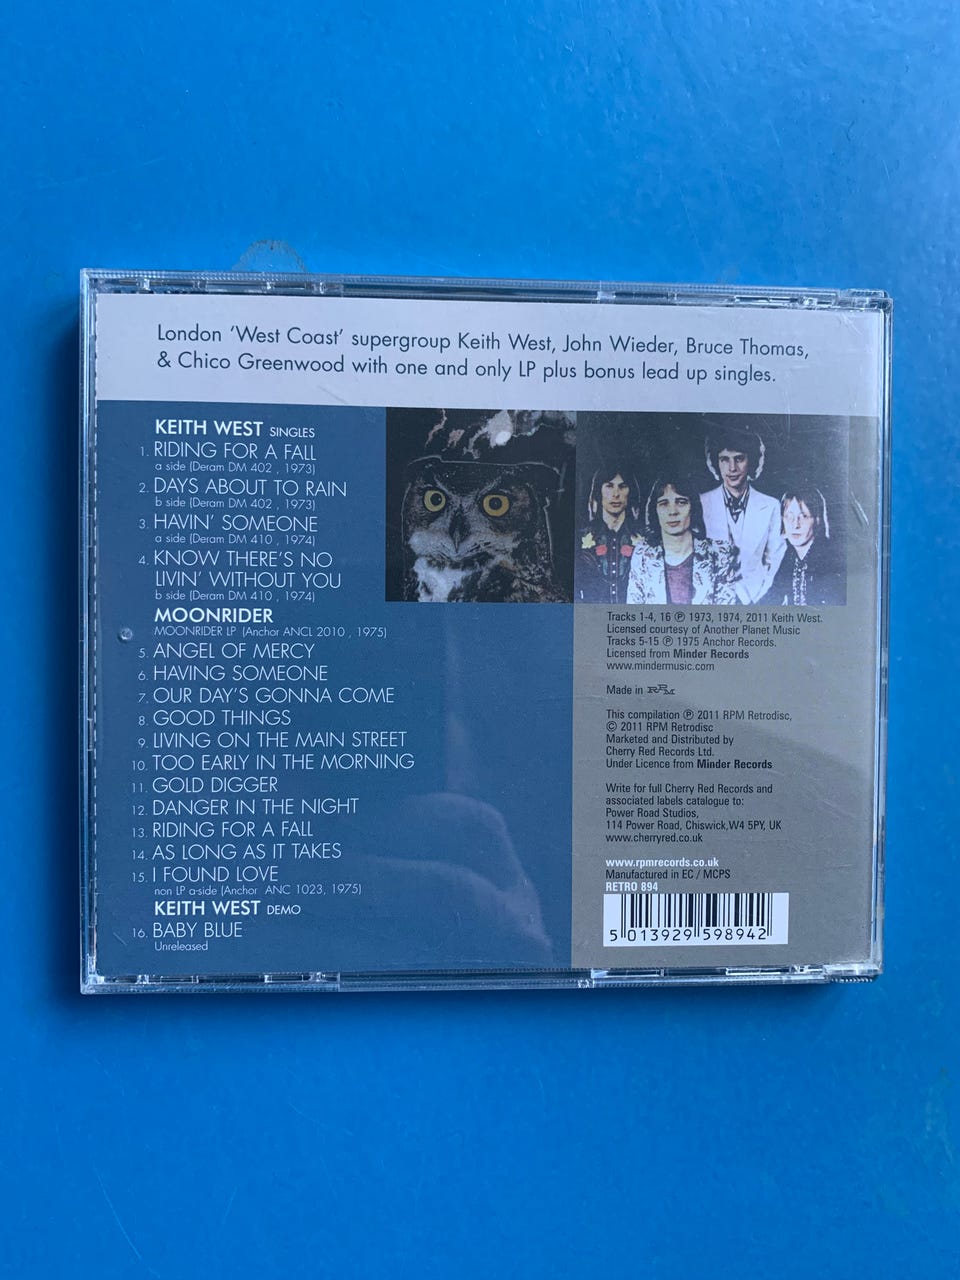 London ‘West Coast’ supergroup Keith West, John Wieder, Bruce Thomas,
& Chico Greenwood with one and only LP plus bonus lead up singles.
KEITH WEST SINGLES
1. RIDING FOR A FALL
a side (Deram DM 402 , 1973)
2. DAYS ABOUT TO RAIN
b side (Deram DM 402 , 1973)
3. HAVIN’ SOMEONE
a side (Deram DM 410 , 1974)
4. KNOW THERE’S NO
LIVIN’ WITHOUT YOU
b side (Deram DM 410 , 1974)
MOONRIDER
MOONRIDER LP (Anchor ANCL 2010 , 1975)
5. ANGEL OF MERCY
6. HAVING SOMEONE
7. OUR DAY’S GONNA COME
8. GOOD THINGS
9. LIVING ON THE MAIN STREET
10. TOO EARLY IN THE MORNING
11. GOLD DIGGER
12. DANGER IN THE NIGHT
13. RIDING FOR A FALL
14. AS LONG AS IT TAKES
15. I FOUND LOVE
non LP a-side (Anchor ANC 1023, 1975)
KEITH WEST DEMO
16. BABY BLUE
Unreleased
Tracks 1-4, 16 ℗ 1973, 1974, 2011 Keith West.
Licensed courtesy of Another Planet Music
Tracks 5-15 ℗ 1975 Anchor Records.
Licensed from Minder Records
www.mindermusic.com
Made in RPM
This compilation ℗ 2011 RPM Retrodisc,
© 2011 RPM Retrodisc
Marketed and Distributed by
Cherry Red Records Ltd.
Under Licence from Minder Records
Write for full Cherry Red Records and
associated labels catalogue to:
Power Road Studios,
114 Power Road, Chiswick,W4 5PY, UK
www.cherryred.co.uk
www.rpmrecords.co.uk
Manufactured in EC / MCPS
RETRO 894
5 013929 598942